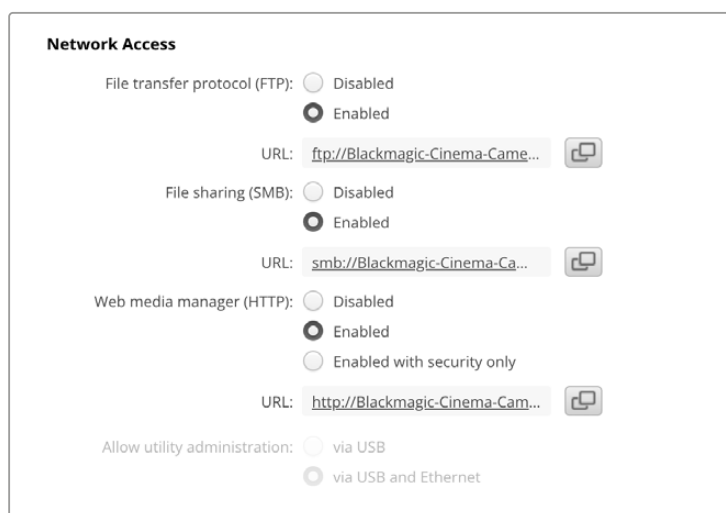 Network Access
File transfer protocol (FTP): Disabled
Enabled
URL: ftp://Blackmagic-Cinema-Came...
File sharing (SMB): Disabled
Enabled
URL: smb://Blackmagic-Cinema-Ca...
Web media manager (HTTP): Disabled
Enabled
Enabled with security only
URL: http://Blackmagic-Cinema-Cam...
Allow utility administration: via USB
via USB and Ethernet